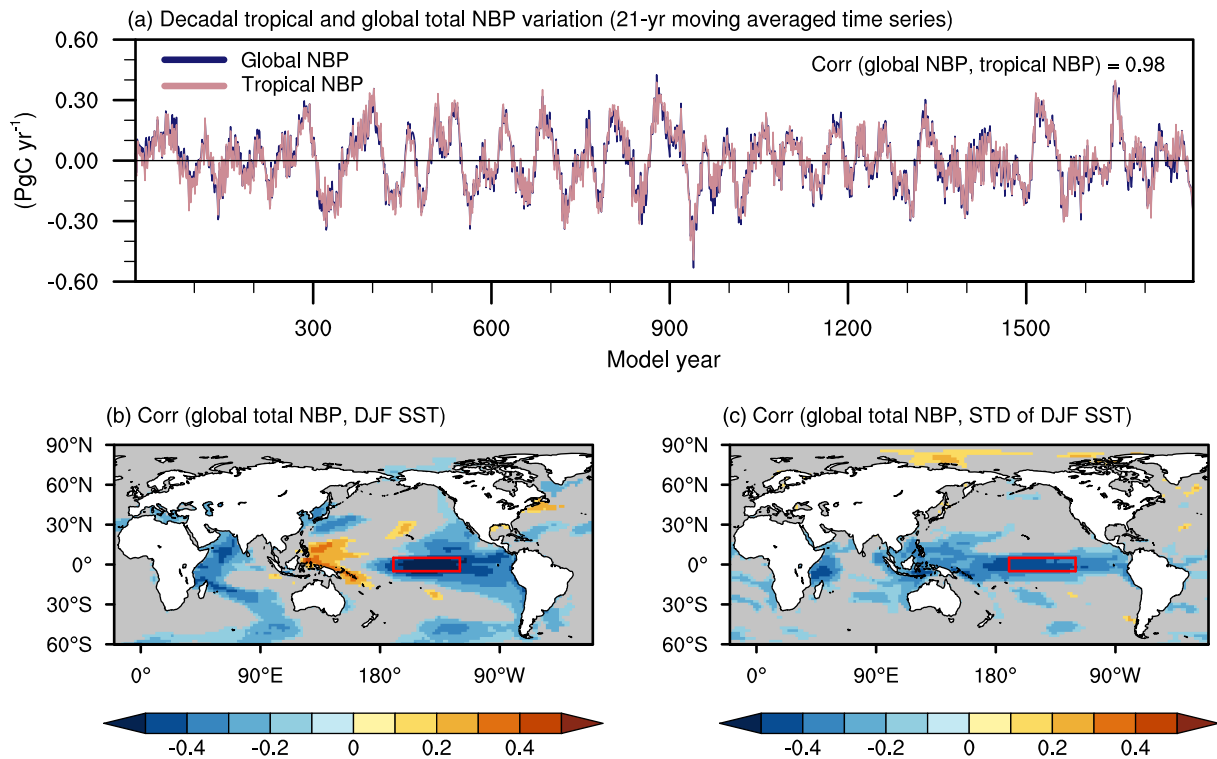 (a) Decadal tropical and global total NBP variation (21-yr moving averaged time series)
0.60
0.30
0.00
-0.30
-0.60
(PgC yr⁻¹)
Global NBP
Tropical NBP
Corr (global NBP, tropical NBP) = 0.98
300 600 900 1200 1500
Model year
(b) Corr (global total NBP, DJF SST)
90°N
60°N
30°N
0°
30°S
60°S
0° 90°E 180° 90°W
-0.4 -0.2 0 0.2 0.4
(c) Corr (global total NBP, STD of DJF SST)
90°N
60°N
30°N
0°
30°S
60°S
0° 90°E 180° 90°W
-0.4 -0.2 0 0.2 0.4